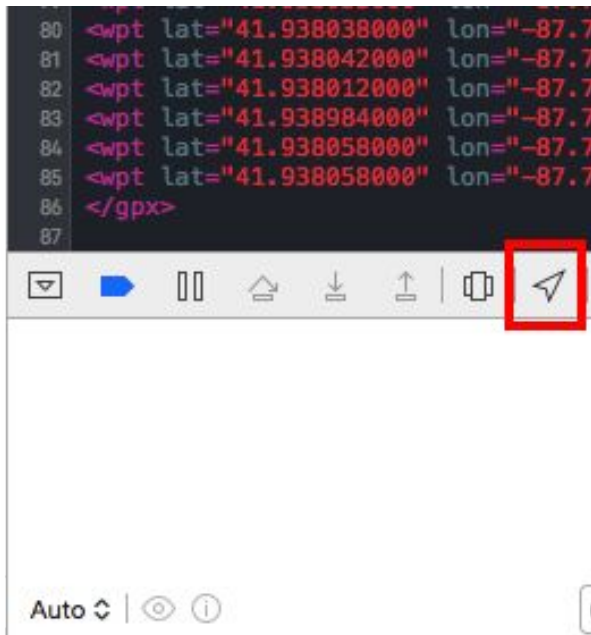 80 <wpt lat="41.938038000" lon="-87.7
81 <wpt lat="41.938042000" lon="-87.7
82 <wpt lat="41.938012000" lon="-87.7
83 <wpt lat="41.938984000" lon="-87.7
84 <wpt lat="41.938058000" lon="-87.7
85 <wpt lat="41.938058000" lon="-87.7
86 </gpx>
87
Auto